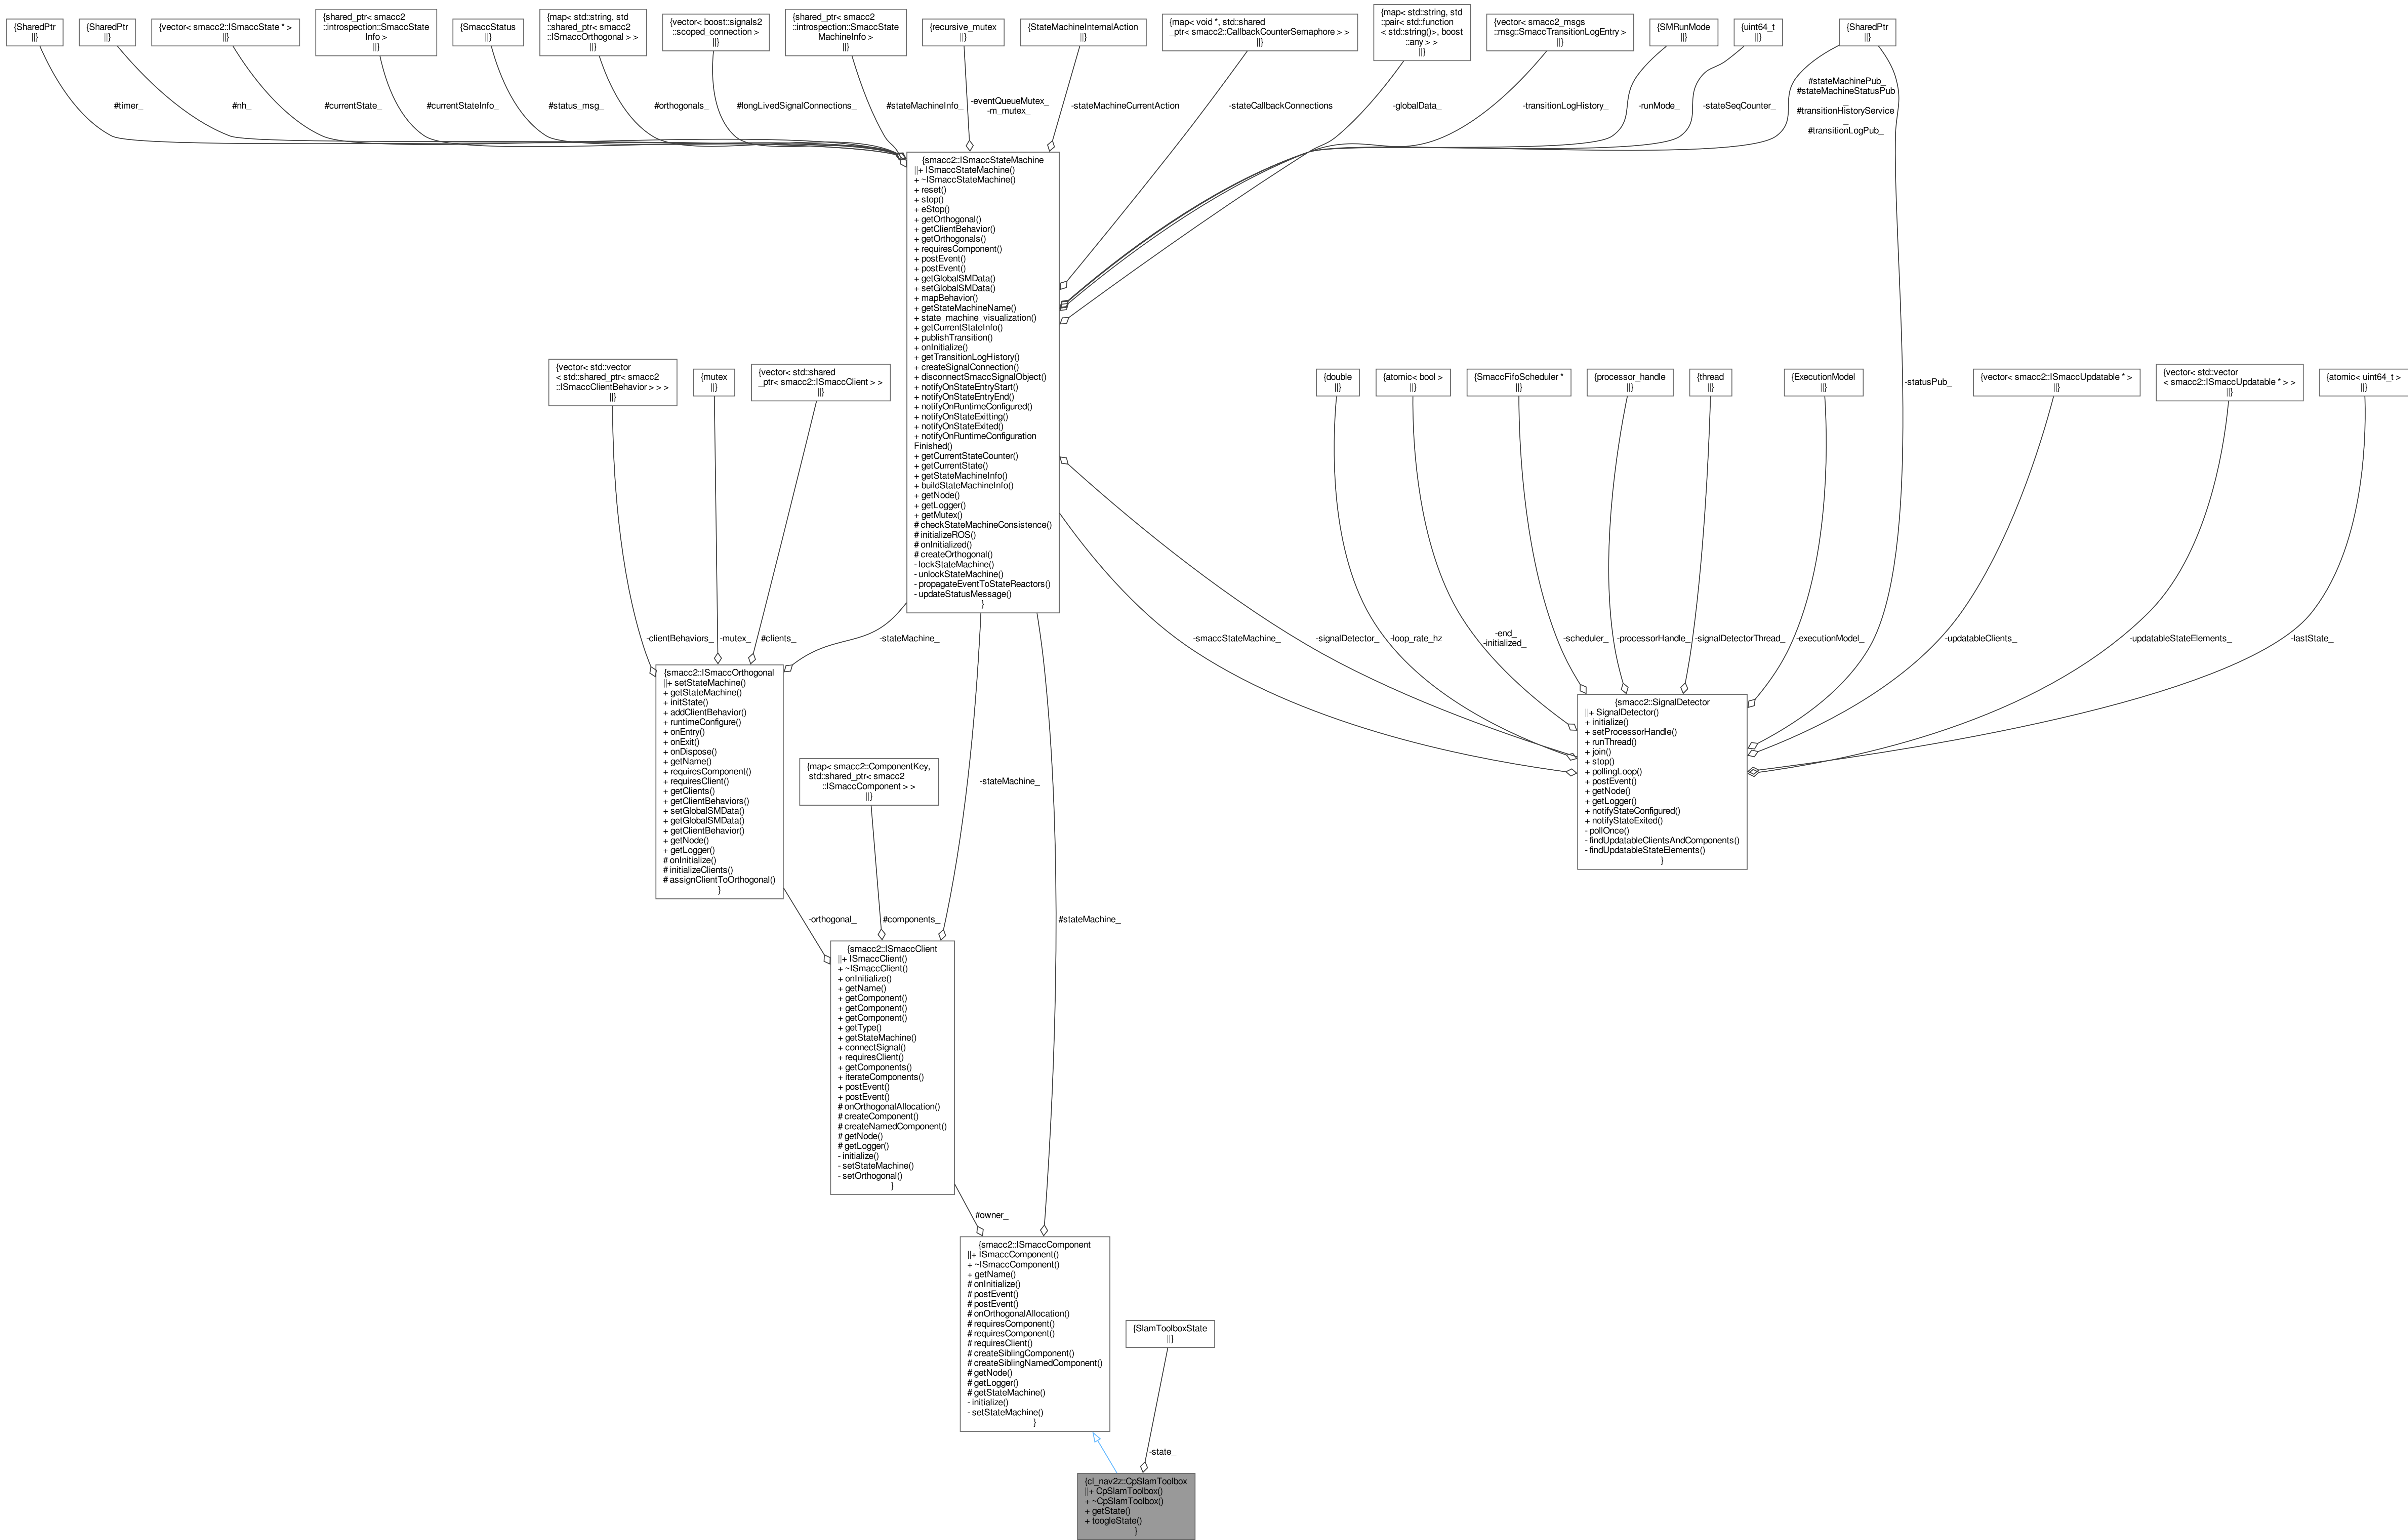 {SharedPtr
||}
{SharedPtr
||}
{vector< smacc2::ISmaccState * >
||}
{shared_ptr< smacc2
::introspection::SmaccState
Info >
||}
{SmaccStatus
||}
{map< std::string, std
::shared_ptr< smacc2
::ISmaccOrthogonal > >
||}
{vector< boost::signals2
::scoped_connection >
||}
{shared_ptr< smacc2
::introspection::SmaccState
MachineInfo >
||}
{recursive_mutex
||}
{StateMachineInternalAction
||}
{map< void *, std::shared
_ptr< smacc2::CallbackCounterSemaphore > >
||}
{map< std::string, std
::pair< std::function
< std::string()>, boost
::any > >
||}
{vector< smacc2_msgs
::msg::SmaccTransitionLogEntry >
||}
{SMRunMode
||}
{uint64_t
||}
{SharedPtr
||}
#timer_
#nh_
#currentState_
#currentStateInfo_
#status_msg_
#orthogonals_
#longLivedSignalConnections_
#stateMachineInfo_
-eventQueueMutex_
-m_mutex_
-stateMachineCurrentAction
-stateCallbackConnections
-globalData_
-transitionLogHistory_
-runMode_
-stateSeqCounter_
#stateMachinePub_
#stateMachineStatusPub
_
#transitionHistoryService
_
#transitionLogPub_
{smacc2::ISmaccStateMachine
||+ ISmaccStateMachine()
+ ~ISmaccStateMachine()
+ reset()
+ stop()
+ eStop()
+ getOrthogonal()
+ getClientBehavior()
+ getOrthogonals()
+ requiresComponent()
+ postEvent()
+ postEvent()
+ getGlobalSMData()
+ setGlobalSMData()
+ mapBehavior()
+ getStateMachineName()
+ state_machine_visualization()
+ getCurrentStateInfo()
+ publishTransition()
+ onInitialize()
+ getTransitionLogHistory()
+ createSignalConnection()
+ disconnectSmaccSignalObject()
+ notifyOnStateEntryStart()
+ notifyOnStateEntryEnd()
+ notifyOnRuntimeConfigured()
+ notifyOnStateExitting()
+ notifyOnStateExited()
+ notifyOnRuntimeConfiguration
Finished()
+ getCurrentStateCounter()
+ getCurrentState()
+ getStateMachineInfo()
+ buildStateMachineInfo()
+ getNode()
+ getLogger()
+ getMutex()
# checkStateMachineConsistence()
# initializeROS()
# onInitialized()
# createOrthogonal()
- lockStateMachine()
- unlockStateMachine()
- propagateEventToStateReactors()
- updateStatusMessage()
}
{vector< std::vector
< std::shared_ptr< smacc2
::ISmaccClientBehavior > > >
||}
{mutex
||}
{vector< std::shared
_ptr< smacc2::ISmaccClient > >
||}
{double
||}
{atomic< bool >
||}
{SmaccFifoScheduler *
||}
{processor_handle
||}
{thread
||}
{ExecutionModel
||}
-statusPub_
{vector< smacc2::ISmaccUpdatable * >
||}
{vector< std::vector
< smacc2::ISmaccUpdatable * > >
||}
{atomic< uint64_t >
||}
-clientBehaviors_
-mutex_
#clients_
-stateMachine_
-smaccStateMachine_
-signalDetector_
-loop_rate_hz
-end_
-initialized_
-scheduler_
-processorHandle_
-signalDetectorThread_
-executionModel_
-updatableClients_
-updatableStateElements_
-lastState_
{smacc2::ISmaccOrthogonal
||+ setStateMachine()
+ getStateMachine()
+ initState()
+ addClientBehavior()
+ runtimeConfigure()
+ onEntry()
+ onExit()
+ onDispose()
+ getName()
+ requiresComponent()
+ requiresClient()
+ getClients()
+ getClientBehaviors()
+ setGlobalSMData()
+ getGlobalSMData()
+ getClientBehavior()
+ getNode()
+ getLogger()
# onInitialize()
# initializeClients()
# assignClientToOrthogonal()
}
{smacc2::SignalDetector
||+ SignalDetector()
+ initialize()
+ setProcessorHandle()
+ runThread()
+ join()
+ stop()
+ pollingLoop()
+ postEvent()
+ getNode()
+ getLogger()
+ notifyStateConfigured()
+ notifyStateExited()
- pollOnce()
- findUpdatableClientsAndComponents()
- findUpdatableStateElements()
}
{map< smacc2::ComponentKey,
std::shared_ptr< smacc2
::ISmaccComponent > >
||}
-stateMachine_
-orthogonal_
#components_
#stateMachine_
{smacc2::ISmaccClient
||+ ISmaccClient()
+ ~ISmaccClient()
+ onInitialize()
+ getName()
+ getComponent()
+ getComponent()
+ getComponent()
+ getType()
+ getStateMachine()
+ connectSignal()
+ requiresClient()
+ getComponents()
+ iterateComponents()
+ postEvent()
+ postEvent()
# onOrthogonalAllocation()
# createComponent()
# createNamedComponent()
# getNode()
# getLogger()
- initialize()
- setStateMachine()
- setOrthogonal()
}
#owner_
{smacc2::ISmaccComponent
||+ ISmaccComponent()
+ ~ISmaccComponent()
+ getName()
# onInitialize()
# postEvent()
# postEvent()
# onOrthogonalAllocation()
# requiresComponent()
# requiresComponent()
# requiresClient()
# createSiblingComponent()
# createSiblingNamedComponent()
# getNode()
# getLogger()
# getStateMachine()
- initialize()
- setStateMachine()
}
{SlamToolboxState
||}
-state_
{cl_nav2z::CpSlamToolbox
||+ CpSlamToolbox()
+ ~CpSlamToolbox()
+ getState()
+ toogleState()
}